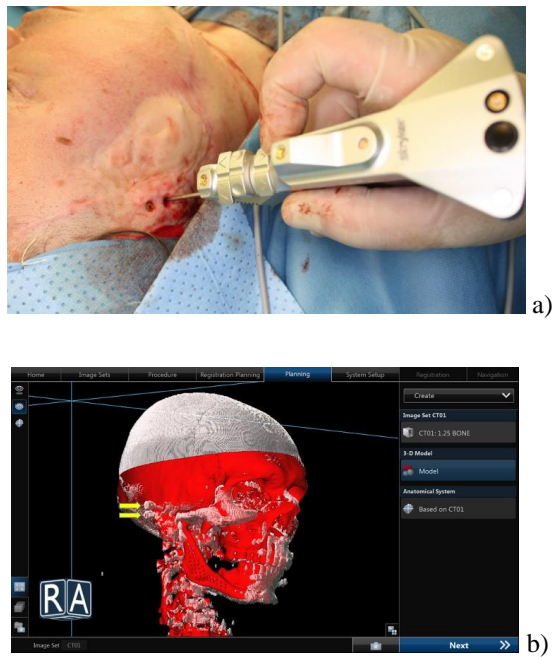 stryker
a)
Home Image Sets Procedure Registration Planning Planning System Setup Registration Navigation
Create
Image Set CT01
CT01: 1.25 BONE
3-D Model
Model
Anatomical System
Based on CT01
RA
Image Set CT01
Next
b)